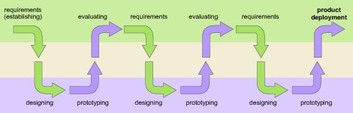 requirements
(establishing)
evaluating
requirements
evaluating
requirements
product
deployment
designing
prototyping
designing
prototyping
designing
prototyping